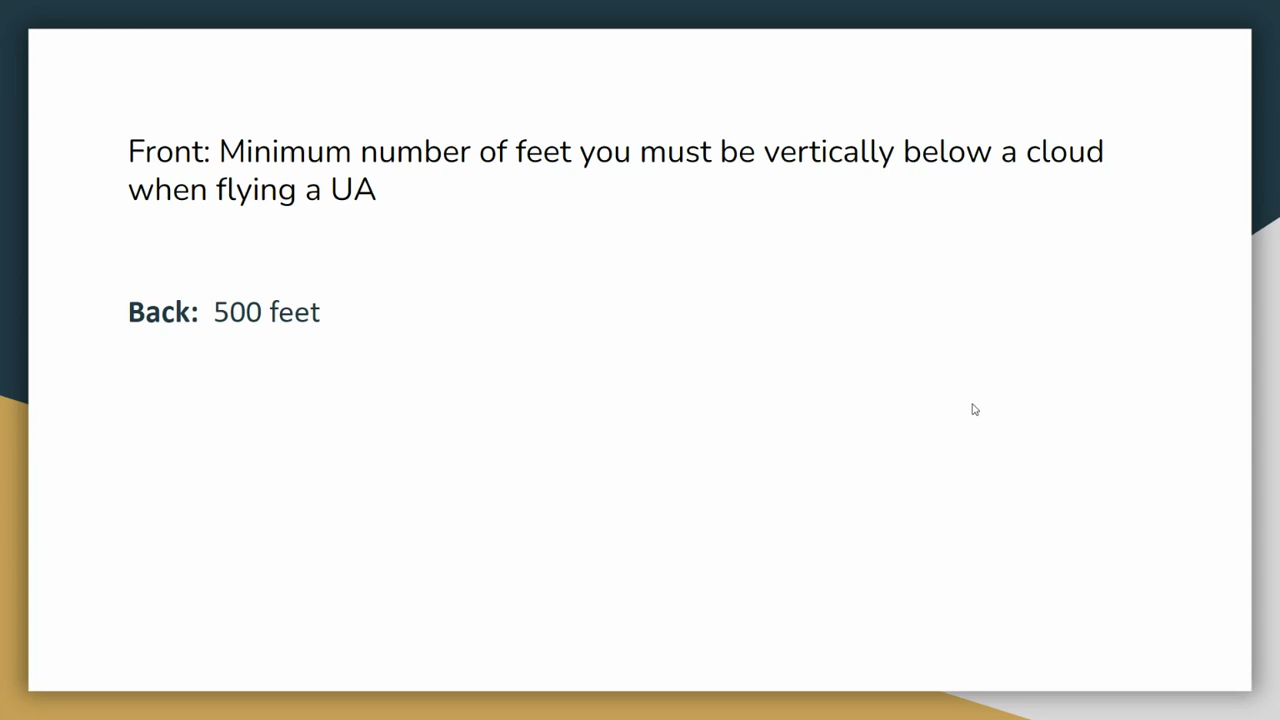 Front: Minimum number of feet you must be vertically below a cloud
when flying a UA
Back: 500 feet